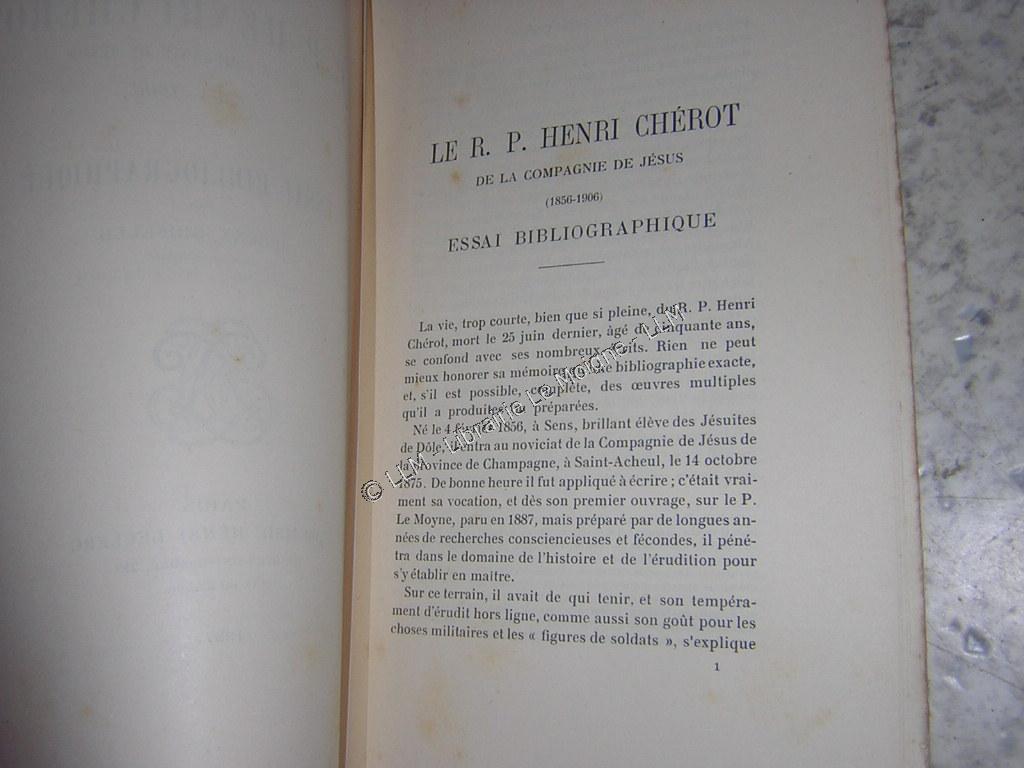 LE R. P. HENRI CHÉROT
DE LA COMPAGNIE DE JÉSUS
(1856-1906)
ESSAI BIBLIOGRAPHIQUE
La vie, trop courte, bien que si pleine, du R. P. Henri
Chérot, mort le 25 juin dernier, âgé de cinquante ans,
se confond avec ses nombreux écrits. Rien ne peut
mieux honorer sa mémoire bibliographie exacte,
et, s'il est possible, complète, des œuvres multiples
qu'il a produites préparées.
Né le 4 février 1856, à Sens, brillant élève des Jésuites
de Dôle, il entra au noviciat de la Compagnie de Jésus de
la province de Champagne, à Saint-Acheul, le 14 octobre
1875. De bonne heure il fut appliqué à écrire ; c'était vrai-
ment sa vocation, et dès son premier ouvrage, sur le P.
Le Moyne, paru en 1887, mais préparé par de longues an-
nées de recherches consciencieuses et fécondes, il péné-
tra dans le domaine de l'histoire et de l'érudition pour
s'y établir en maître.
Sur ce terrain, il avait de qui tenir, et son tempéra-
ment d'érudit hors ligne, comme aussi son goût pour les
choses militaires et les « figures de soldats », s'explique
1
© LLM - Librairie Le Moione - LLM